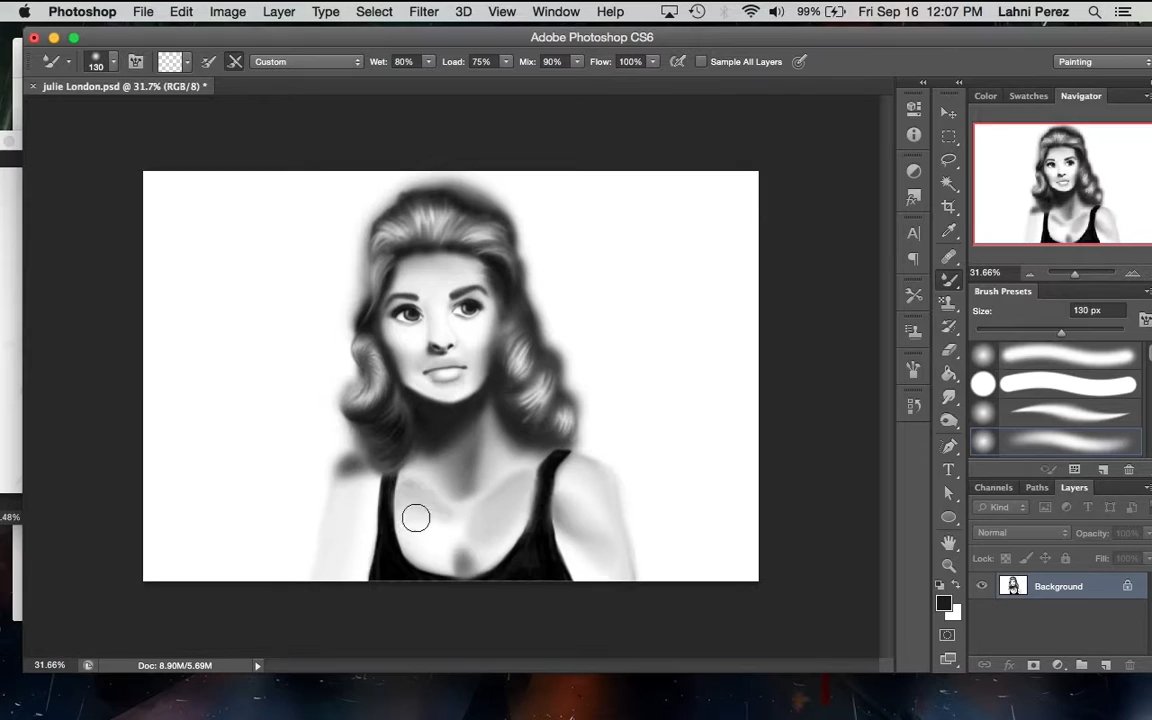 Photoshop File Edit Image Layer Type Select Filter 3D View Window Help 99% Fri Sep 16 12:07 PM Lahni Perez
Adobe Photoshop CS6
130 Custom Wet: 80% Load: 75% Mix: 90% Flow: 100% Sample All Layers Painting
× julie London.psd @ 31.7% (RGB/8) *
Color Swatches Navigator
31.66%
Brush Presets
Size: 130 px
Channels Paths Layers
Kind
Normal Opacity: 100%
Lock: Fill: 100%
Background
.48%
31.66% Doc: 8.90M/5.69M